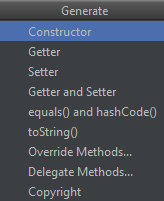 Generate
Constructor
Getter
Setter
Getter and Setter
equals() and hashCode()
toString()
Override Methods...
Delegate Methods...
Copyright